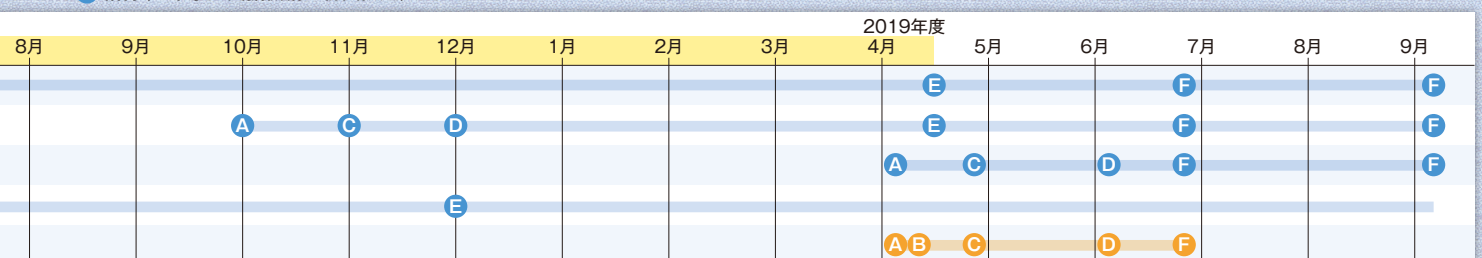 2019年度
8月 9月 10月 11月 12月 1月 2月 3月 4月 5月 6月 7月 8月 9月
E F F
A C D E F F
A C D F F
E
A B C D F